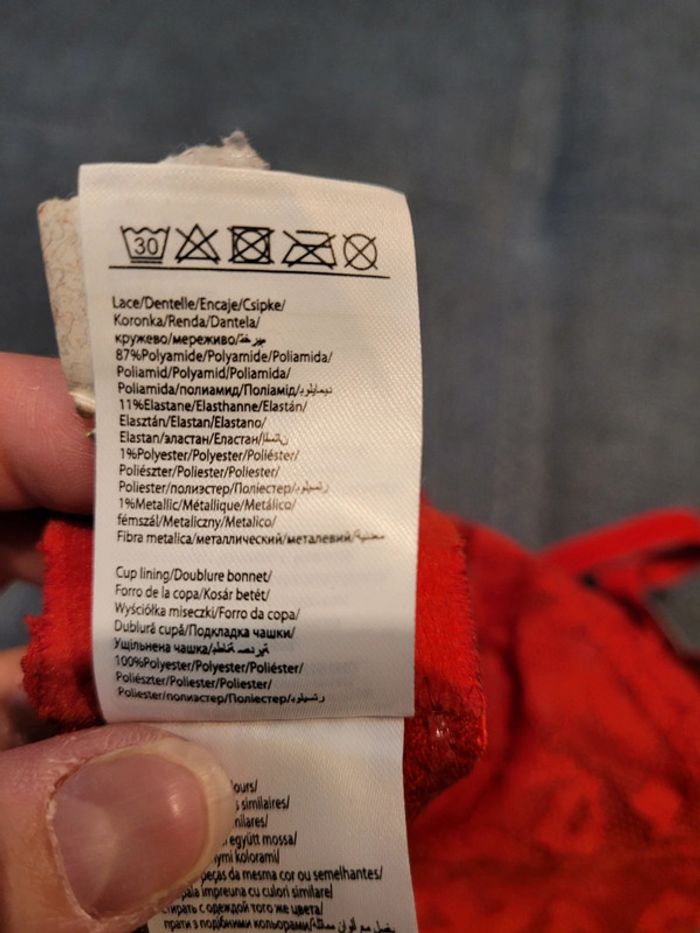 30
Lace/Dentelle/Encaje/Csipke/
Koronka/Renda/Dantela/
кружево/мереживо/
87%Polyamide/Polyamide/Poliamida/
Poliamid/Polyamid/Poliamida/
Poliamida/полиамид/Поліамід/
11%Elastane/Elasthanne/Elastán/
Elasztán/Elastan/Elastano/
Elastan/эластан/Еластан/
1%Polyester/Polyester/Poliéster/
Poliészter/Poliester/Poliester/
Poliester/полиэстер/Поліестер/
1%Metallic/Métallique/Metálico/
fémszál/Metaliczny/Metalico/
Fibra metalica/металлический/металевий/
Cup lining/Doublure bonnet/
Forro de la copa/Kosár betét/
Wyściółka miseczki/Forro da copa/
Dublură cupă/Подкладка чашки/
Ущільнена чашка/
100%Polyester/Polyester/Poliéster/
Poliészter/Poliester/Poliester/
Poliester/полиэстер/Поліестер/
similaires/
együtt mossa/
kolorami/
peças da mesma cor ou semelhantes/
impreuna cu culori similare/
с одеждой того же цвета/
прати з подібними кольорами/